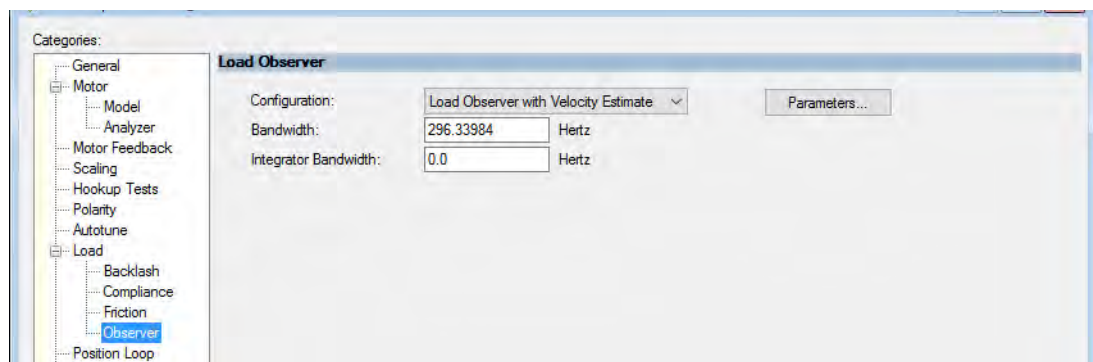 Categories:
General
Motor
Model
Analyzer
Motor Feedback
Scaling
Hookup Tests
Polarity
Autotune
Load
Backlash
Compliance
Friction
Observer
Position Loop
Load Observer
Configuration: Load Observer with Velocity Estimate Parameters...
Bandwidth: 296.33984 Hertz
Integrator Bandwidth: 0.0 Hertz